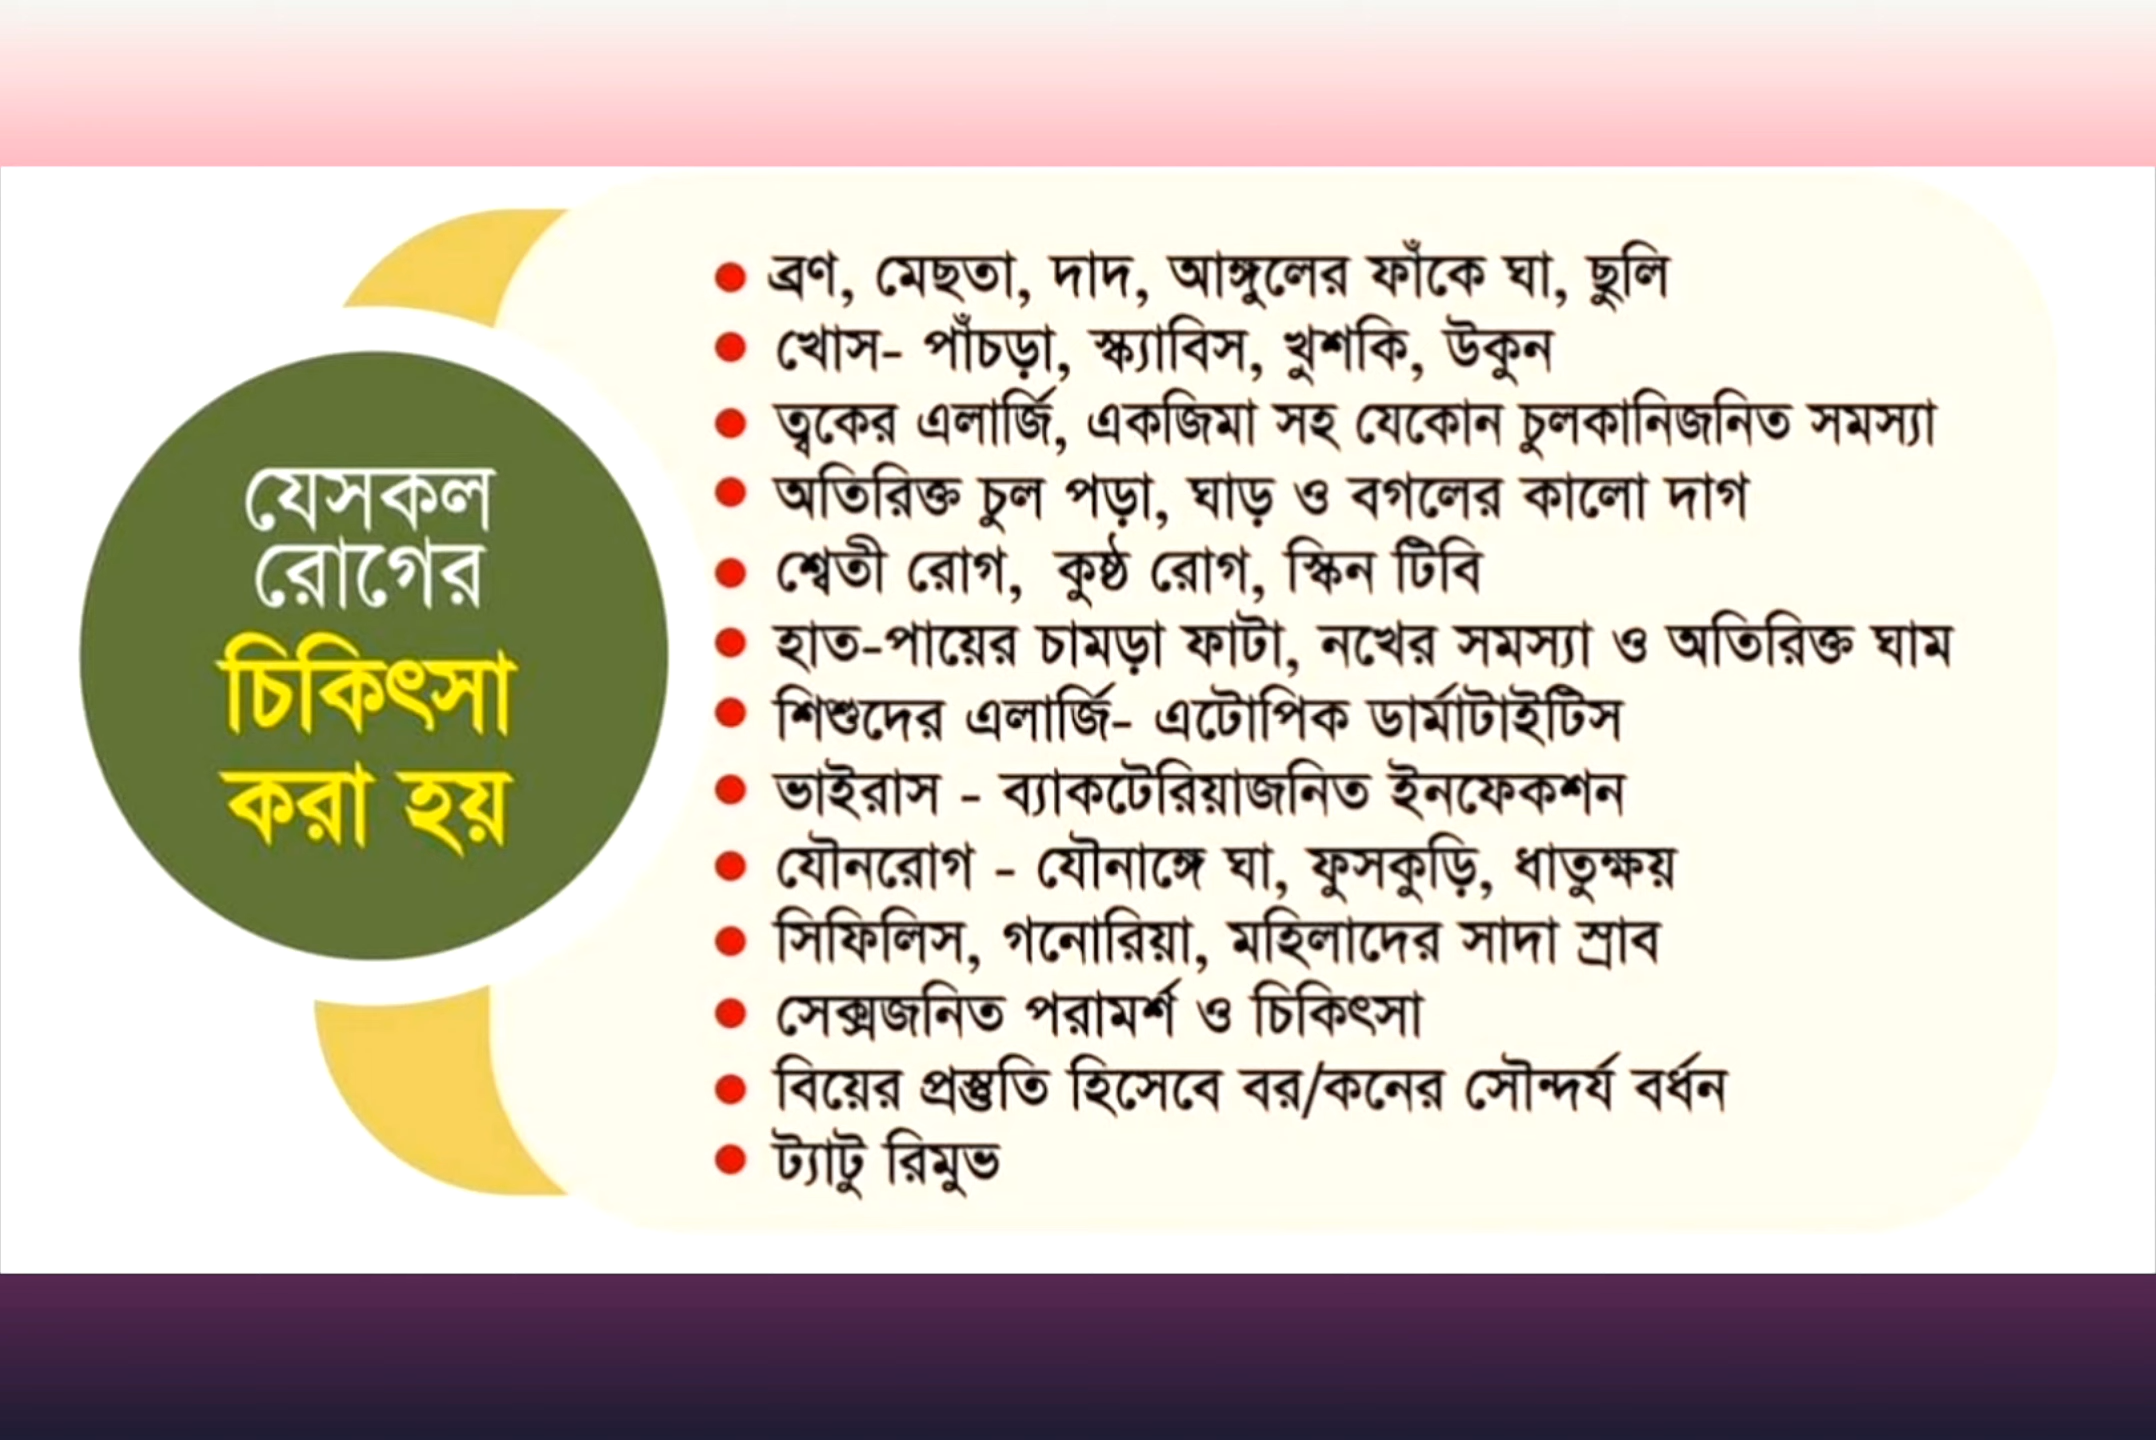 যেসকল
রোগের
চিকিৎসা
করা হয়
ব্রণ, মেছতা, দাদ, আঙ্গুলের ফাঁকে ঘা, ছুলি
খোস- পাঁচড়া, স্ক্যাবিস, খুশকি, উকুন
ত্বকের এলার্জি, একজিমা সহ যেকোন চুলকানিজনিত সমস্যা
অতিরিক্ত চুল পড়া, ঘাড় ও বগলের কালো দাগ
শ্বেতী রোগ, কুষ্ঠ রোগ, স্কিন টিবি
হাত-পায়ের চামড়া ফাটা, নখের সমস্যা ও অতিরিক্ত ঘাম
শিশুদের এলার্জি- এটোপিক ডার্মাটাইটিস
ভাইরাস - ব্যাকটেরিয়াজনিত ইনফেকশন
যৌনরোগ - যৌনাঙ্গে ঘা, ফুসকুড়ি, ধাতুক্ষয়
সিফিলিস, গনোরিয়া, মহিলাদের সাদা স্রাব
সেক্সজনিত পরামর্শ ও চিকিৎসা
বিয়ের প্রস্তুতি হিসেবে বর/কনের সৌন্দর্য বর্ধন
ট্যাটু রিমুভ